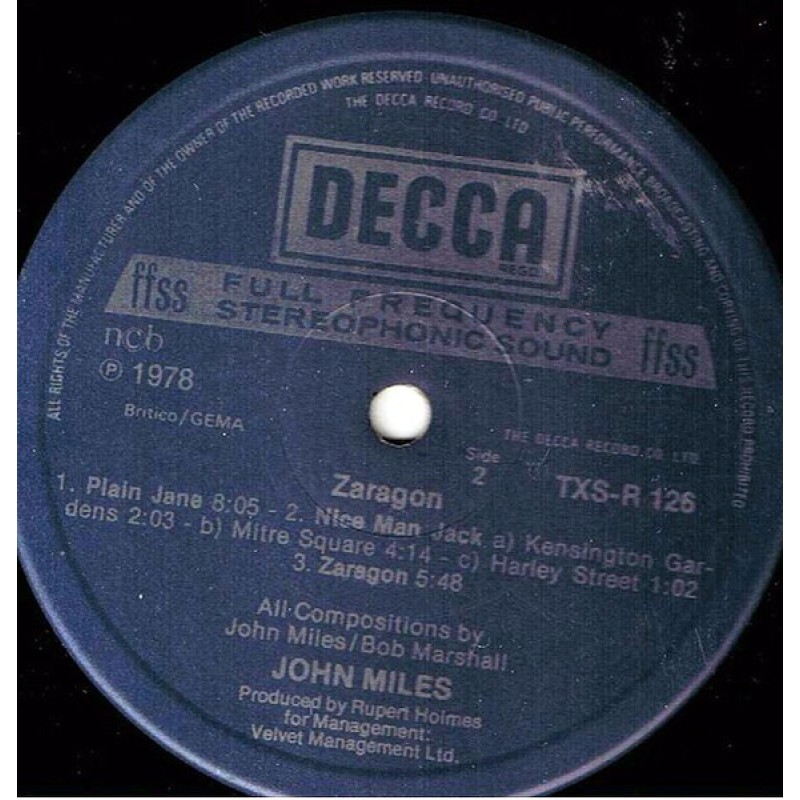 ALL RIGHTS OF THE MANUFACTURER AND OF THE OWNER OF THE RECORDED WORK RESERVED UNAUTHORISED PUBLIC PERFORMANCE BROADCASTING AND COPYING OF THIS RECORD PROHIBITED
THE DECCA RECORD CO. LTD
DECCA
REGD.
ffss FULL FREQUENCY ffss
STEREOPHONIC SOUND
ncb
Ⓟ 1978
Britico/GEMA
THE DECCA RECORD CO. LTD.
Side
2
TXS-R 126
Zaragon
1. Plain Jane 8:05 - 2. Nice Man Jack a) Kensington Gar-
dens 2:03 - b) Mitre Square 4:14 - c) Harley Street 1:02
3. Zaragon 5:48
All Compositions by
John Miles/Bob Marshall
JOHN MILES
Produced by Rupert Holmes
for Management:
Velvet Management Ltd.